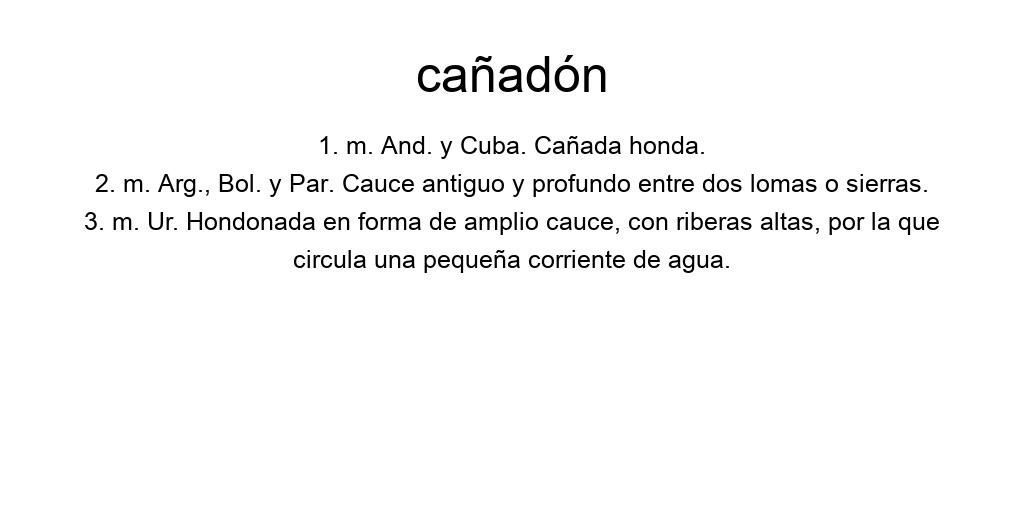 cañadón
1. m. And. y Cuba. Cañada honda.
2. m. Arg., Bol. y Par. Cauce antiguo y profundo entre dos lomas o sierras.
3. m. Ur. Hondonada en forma de amplio cauce, con riberas altas, por la que
circula una pequeña corriente de agua.